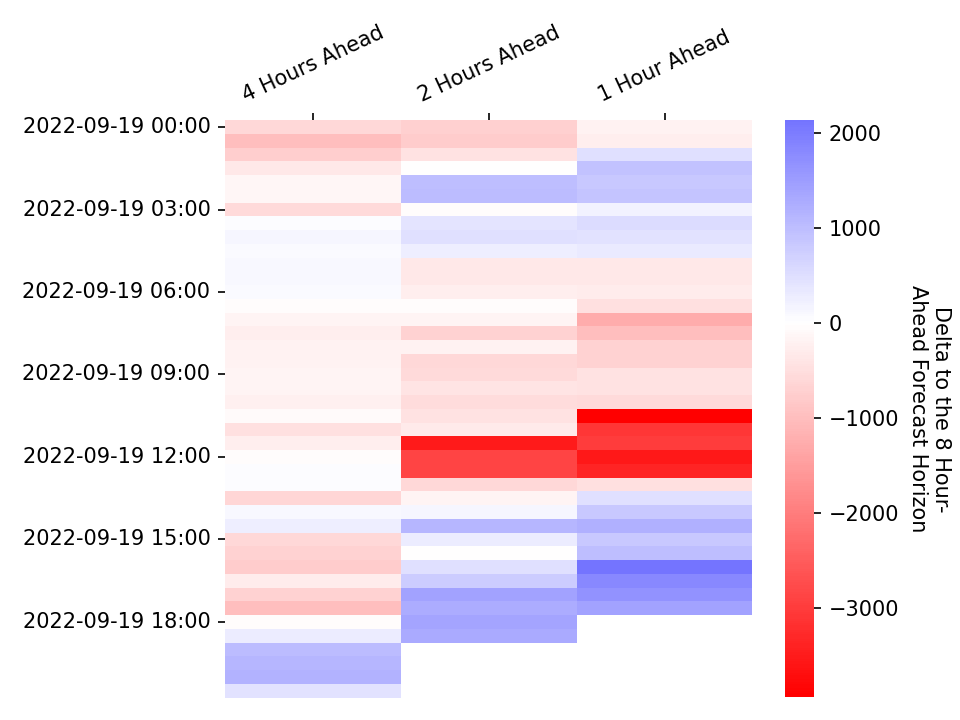 4 Hours Ahead
2 Hours Ahead
1 Hour Ahead
2022-09-19 00:00
2022-09-19 03:00
2022-09-19 06:00
2022-09-19 09:00
2022-09-19 12:00
2022-09-19 15:00
2022-09-19 18:00
2000
1000
0
−1000
−2000
−3000
Delta to the 8 Hour-
Ahead Forecast Horizon